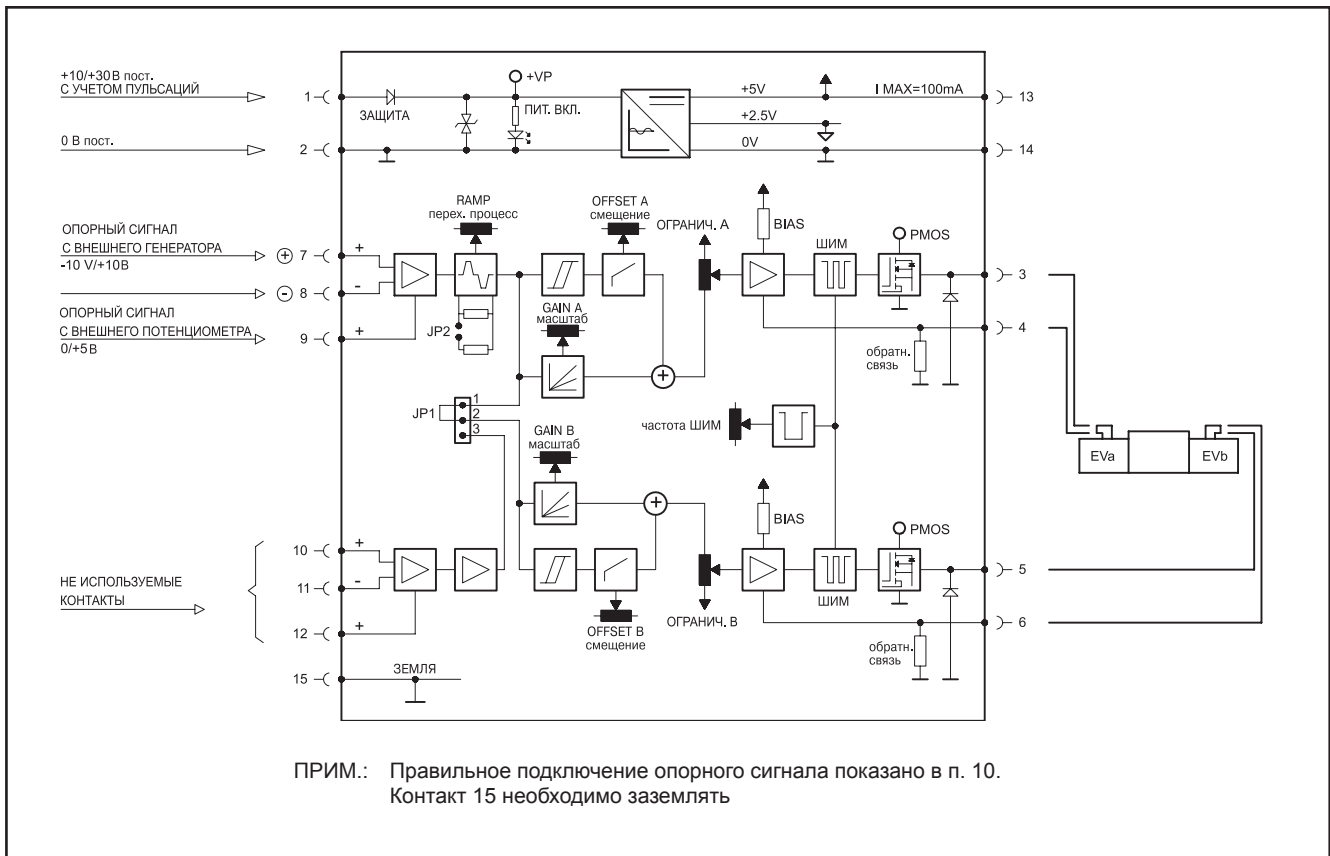 +10/+30В пост.
С УЧЕТОМ ПУЛЬСАЦИЙ
1
ЗАЩИТА
+VP
ПИТ. ВКЛ.
+5V
I MAX=100mA
13
+2.5V
0 В пост.
2
0V
14
ОПОРНЫЙ СИГНАЛ
С ВНЕШНЕГО ГЕНЕРАТОРА
-10 V/+10В
+ 7 +
- 8 -
ОПОРНЫЙ СИГНАЛ
С ВНЕШНЕГО ПОТЕНЦИОМЕТРА
0/+5В
9 +
RAMP
перех. процесс
JP2
OFFSET A
смещение
GAIN A
масштаб
+
ОГРАНИЧ. А
BIAS
ШИМ
PMOS
3
4
обратн.
связь
JP1
1
2
3
GAIN B
масштаб
частота ШИМ
EVa
EVb
+
BIAS
PMOS
10 +
11 -
12 +
НЕ ИСПОЛЬЗУЕМЫЕ
КОНТАКТЫ
OFFSET B
смещение
ОГРАНИЧ. В
ШИМ
5
6
обратн.
связь
15
ЗЕМЛЯ
ПРИМ.: Правильное подключение опорного сигнала показано в п. 10.
Контакт 15 необходимо заземлять